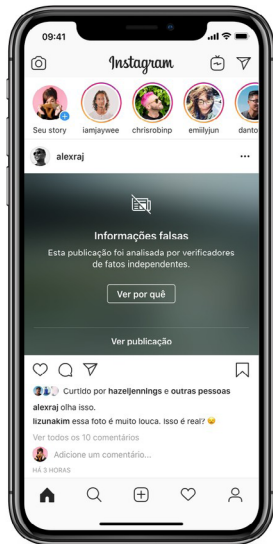 09:41
Instagram
Seu story iamjaywee chrisrobinp emiilyjun danto
alexraj
Informações falsas
Esta publicação foi analisada por verificadores
de fatos independentes.
Ver por quê
Ver publicação
Curtido por hazeljennings e outras pessoas
alexraj olha isso.
lizunakim essa foto é muito louca. Isso é real? 😉
Ver todos os 10 comentários
Adicione um comentário...
HÁ 3 HORAS